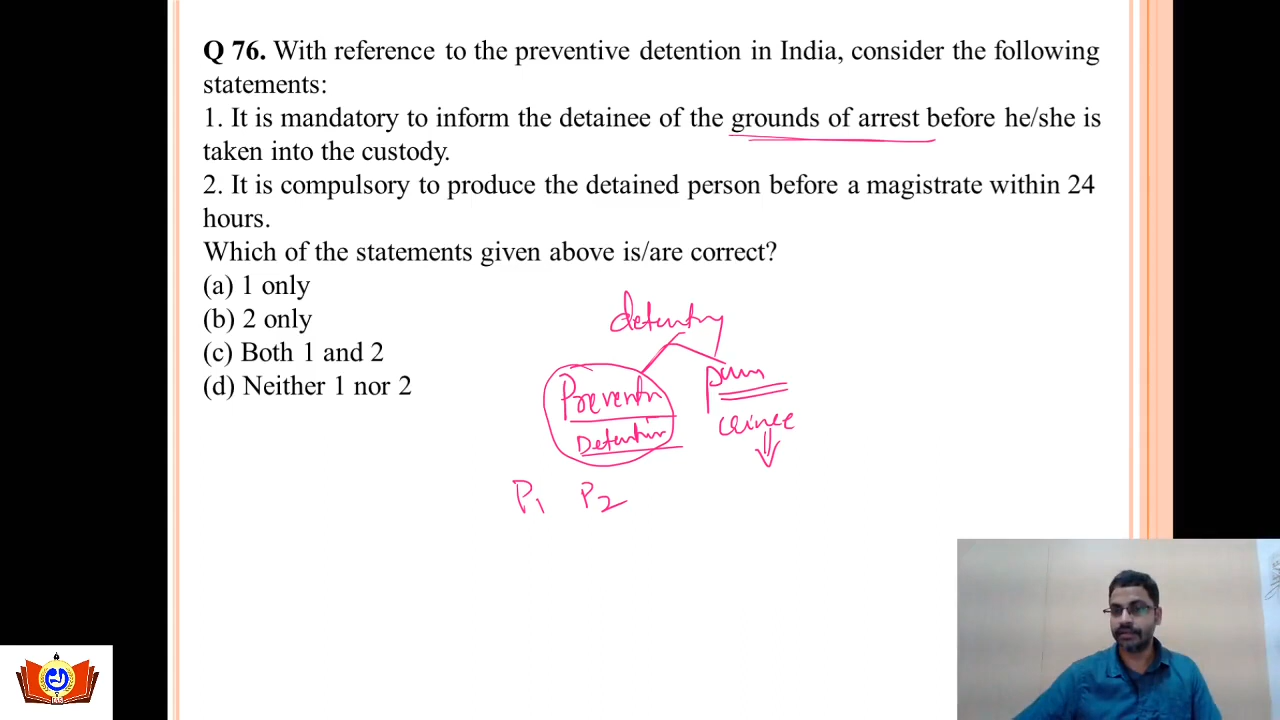 Q 76. With reference to the preventive detention in India, consider the following
statements:
1. It is mandatory to inform the detainee of the grounds of arrest before he/she is
taken into the custody.
2. It is compulsory to produce the detained person before a magistrate within 24
hours.
Which of the statements given above is/are correct?
(a) 1 only
(b) 2 only
(c) Both 1 and 2
(d) Neither 1 nor 2
Detention
P1 P2